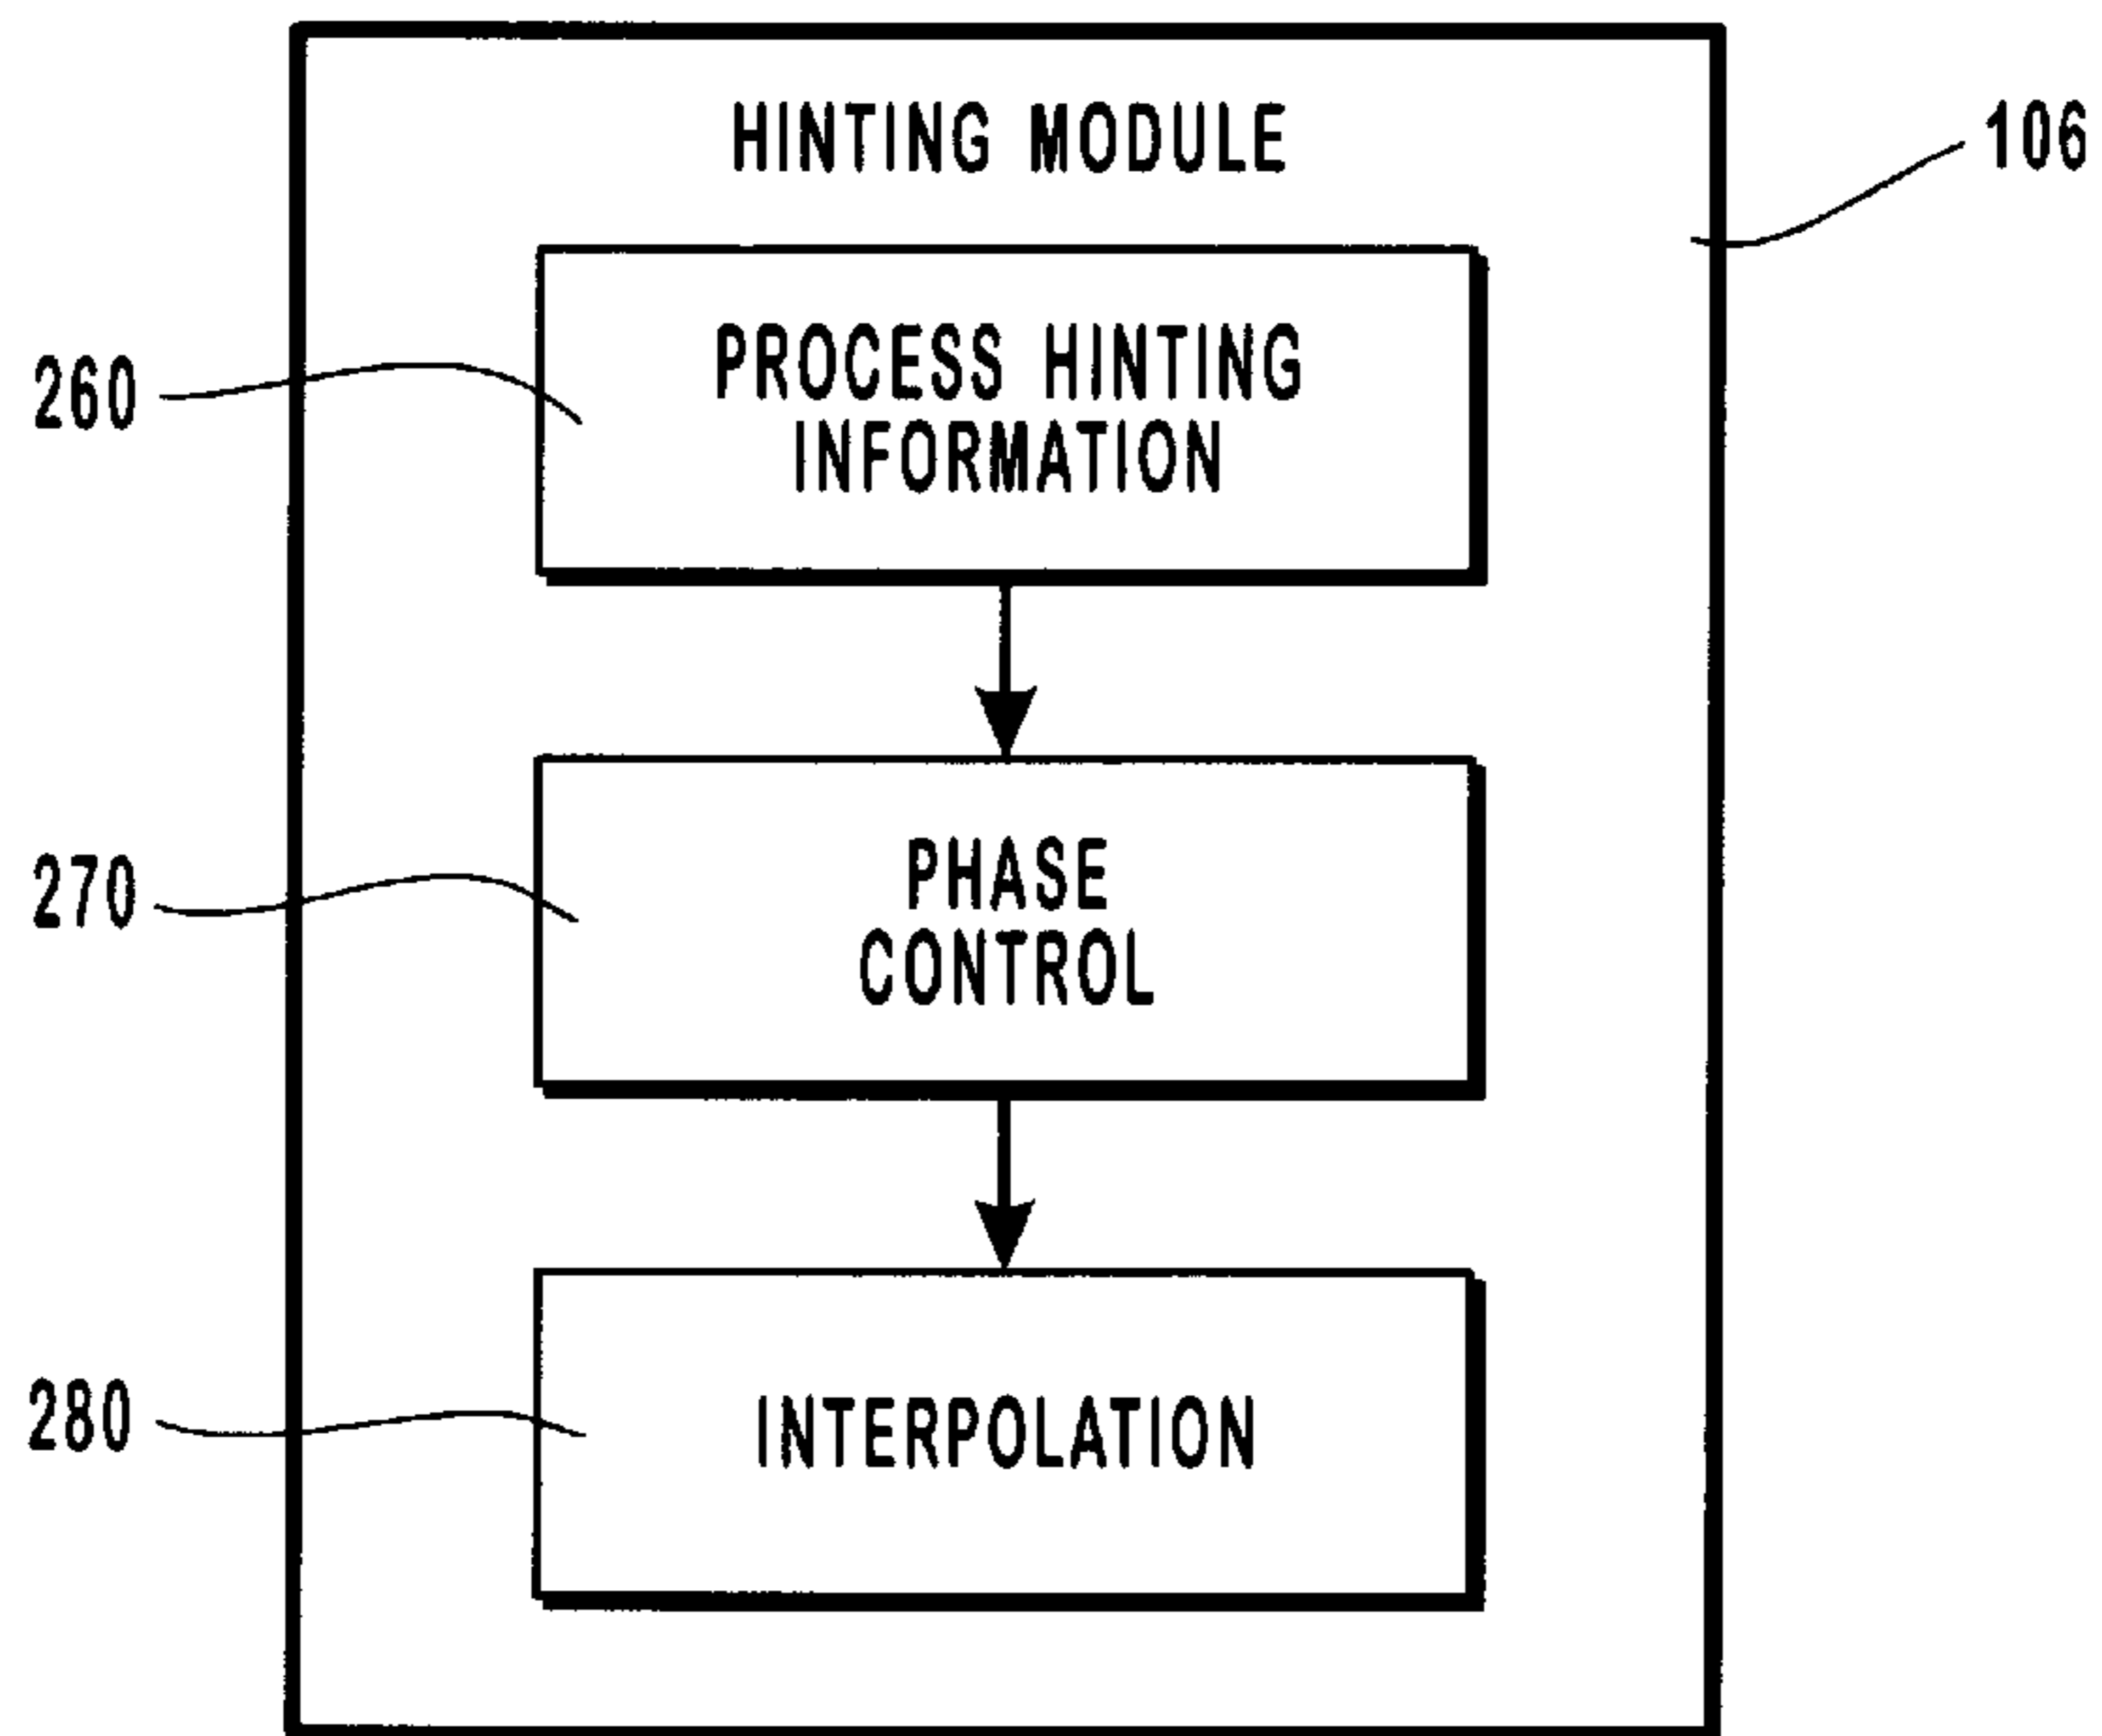 HINTING MODULE
106
PROCESS HINTING
INFORMATION
260
PHASE
CONTROL
270
INTERPOLATION
280